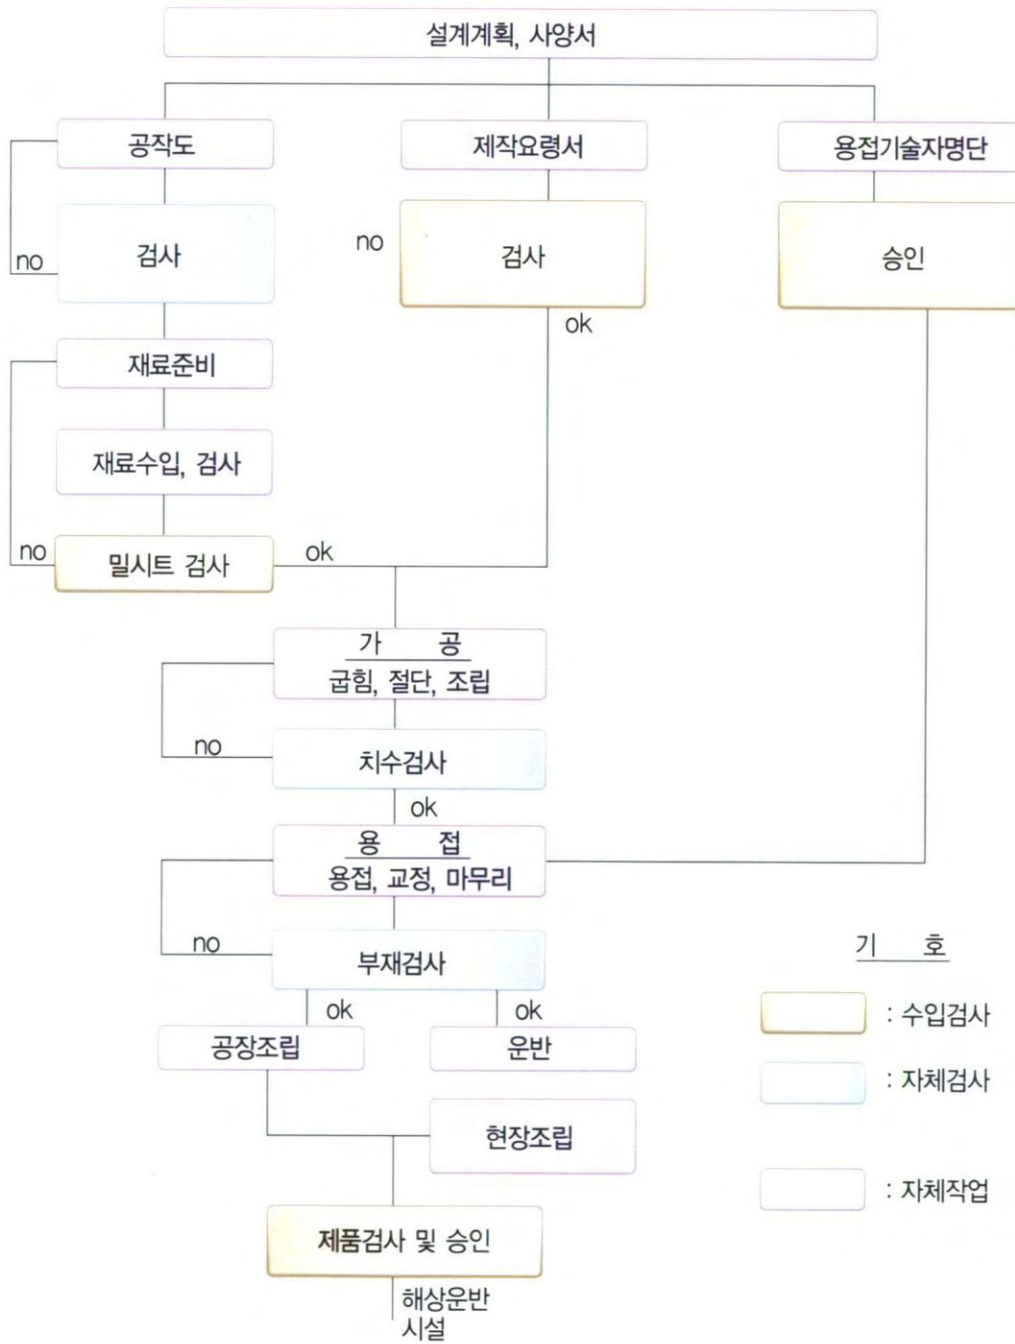 설계계획, 사양서
공작도
제작요령서
용접기술자명단
검사
no
no
검사
ok
승인
재료준비
재료수입, 검사
no
밀시트 검사
ok
가 공
굽힘, 절단, 조립
no
치수검사
ok
용 접
용접, 교정, 마무리
no
부재검사
ok
ok
공장조립
운반
현장조립
제품검사 및 승인
해상운반
시설
기 호
: 수입검사
: 자체검사
: 자체작업